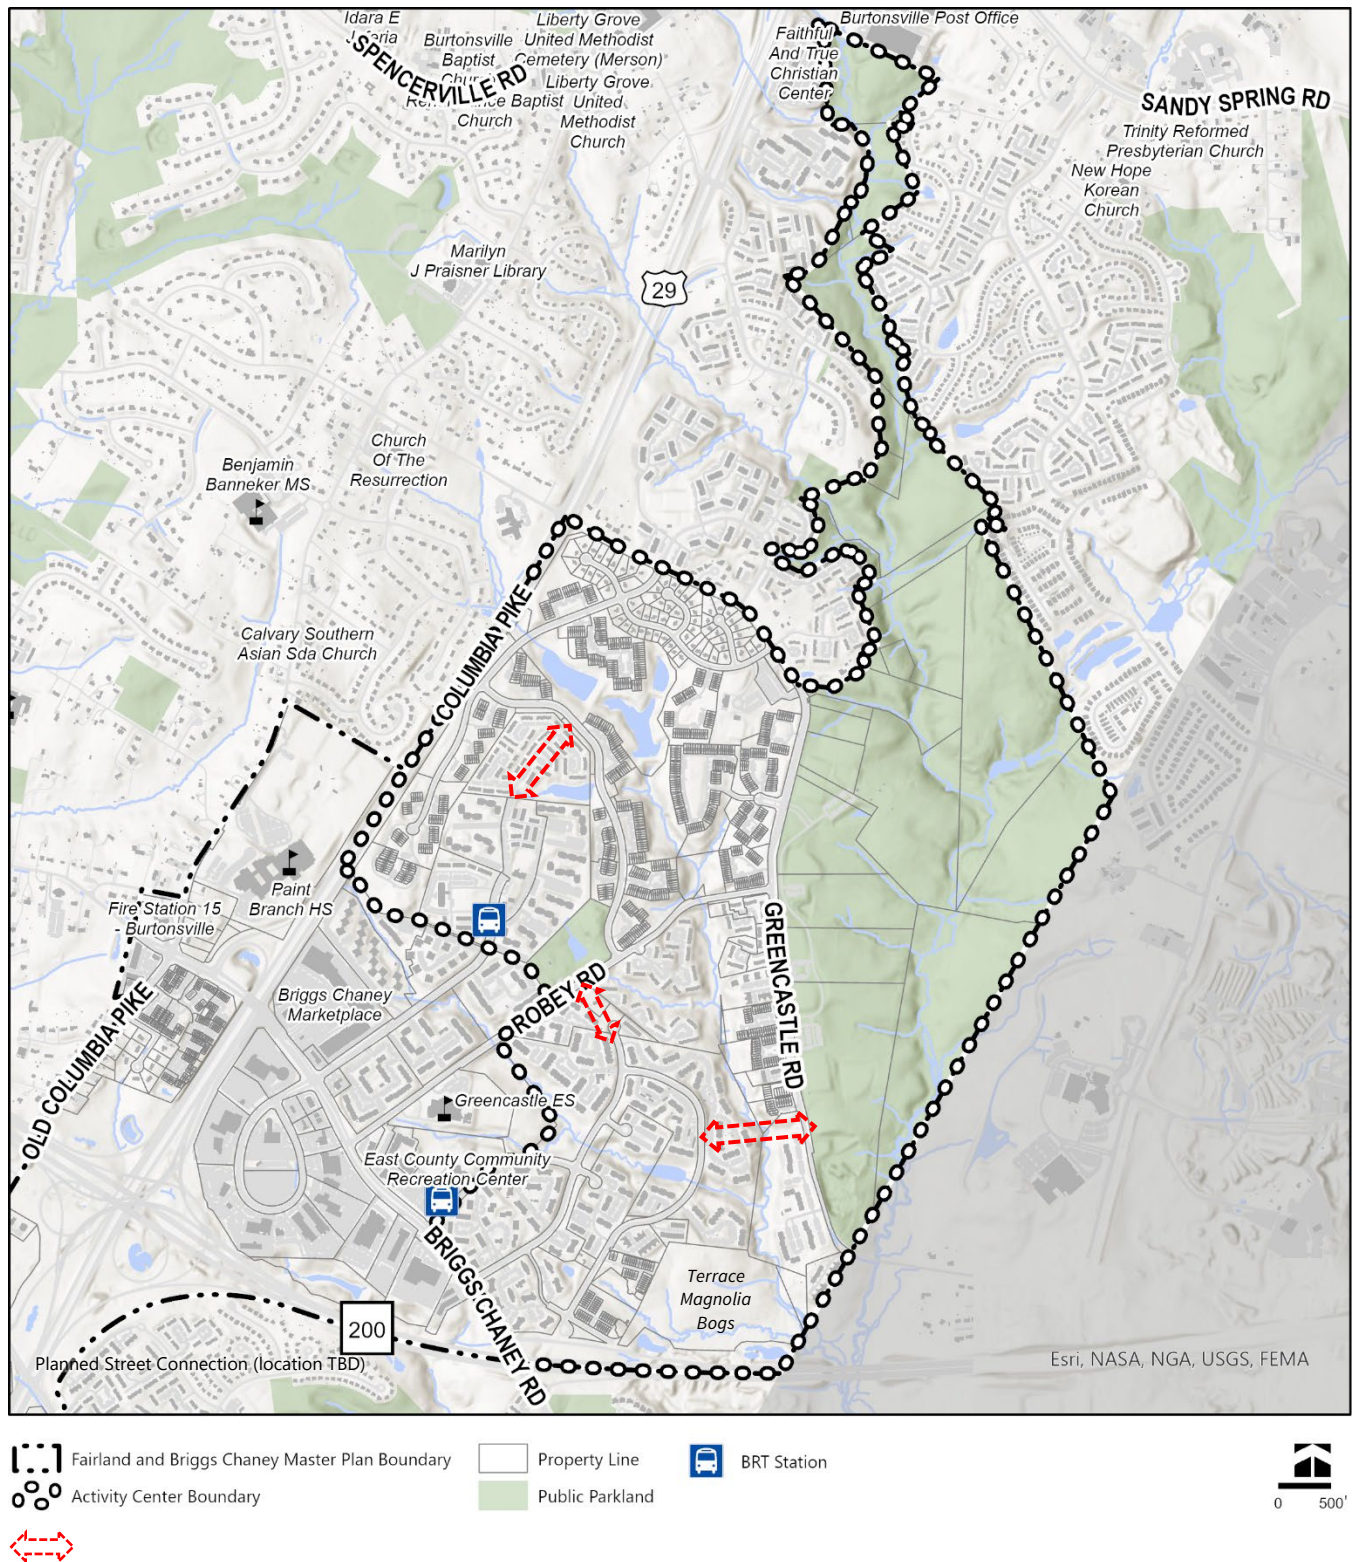 Idara E
Burtonsville Post Office
Liberty Grove
United Methodist
Cemetery (Merson)
Burtonsville
Baptist
SPENCERVILLE RD
Faithful
And True
Christian
Center
Liberty Grove
United
Methodist
Church
Baptist
Church
SANDY SPRING RD
Trinity Reformed
Presbyterian Church
New Hope
Korean
Church
Marilyn
J Praisner Library
29
Church
Of The
Resurrection
Benjamin
Banneker MS
COLUMBIA PIKE
Calvary Southern
Asian Sda Church
Paint
Branch HS
Fire Station 15
- Burtonsville
GREENCASTLE RD
ROBEY RD
Briggs Chaney
Marketplace
OLD COLUMBIA PIKE
Greencastle ES
East County Community
Recreation Center
BRIGGS CHANEY RD
Terrace
Magnolia
Bogs
200
Planned Street Connection (location TBD)
Esri, NASA, NGA, USGS, FEMA
Fairland and Briggs Chaney Master Plan Boundary
Property Line
BRT Station
Activity Center Boundary
Public Parkland
0 500'